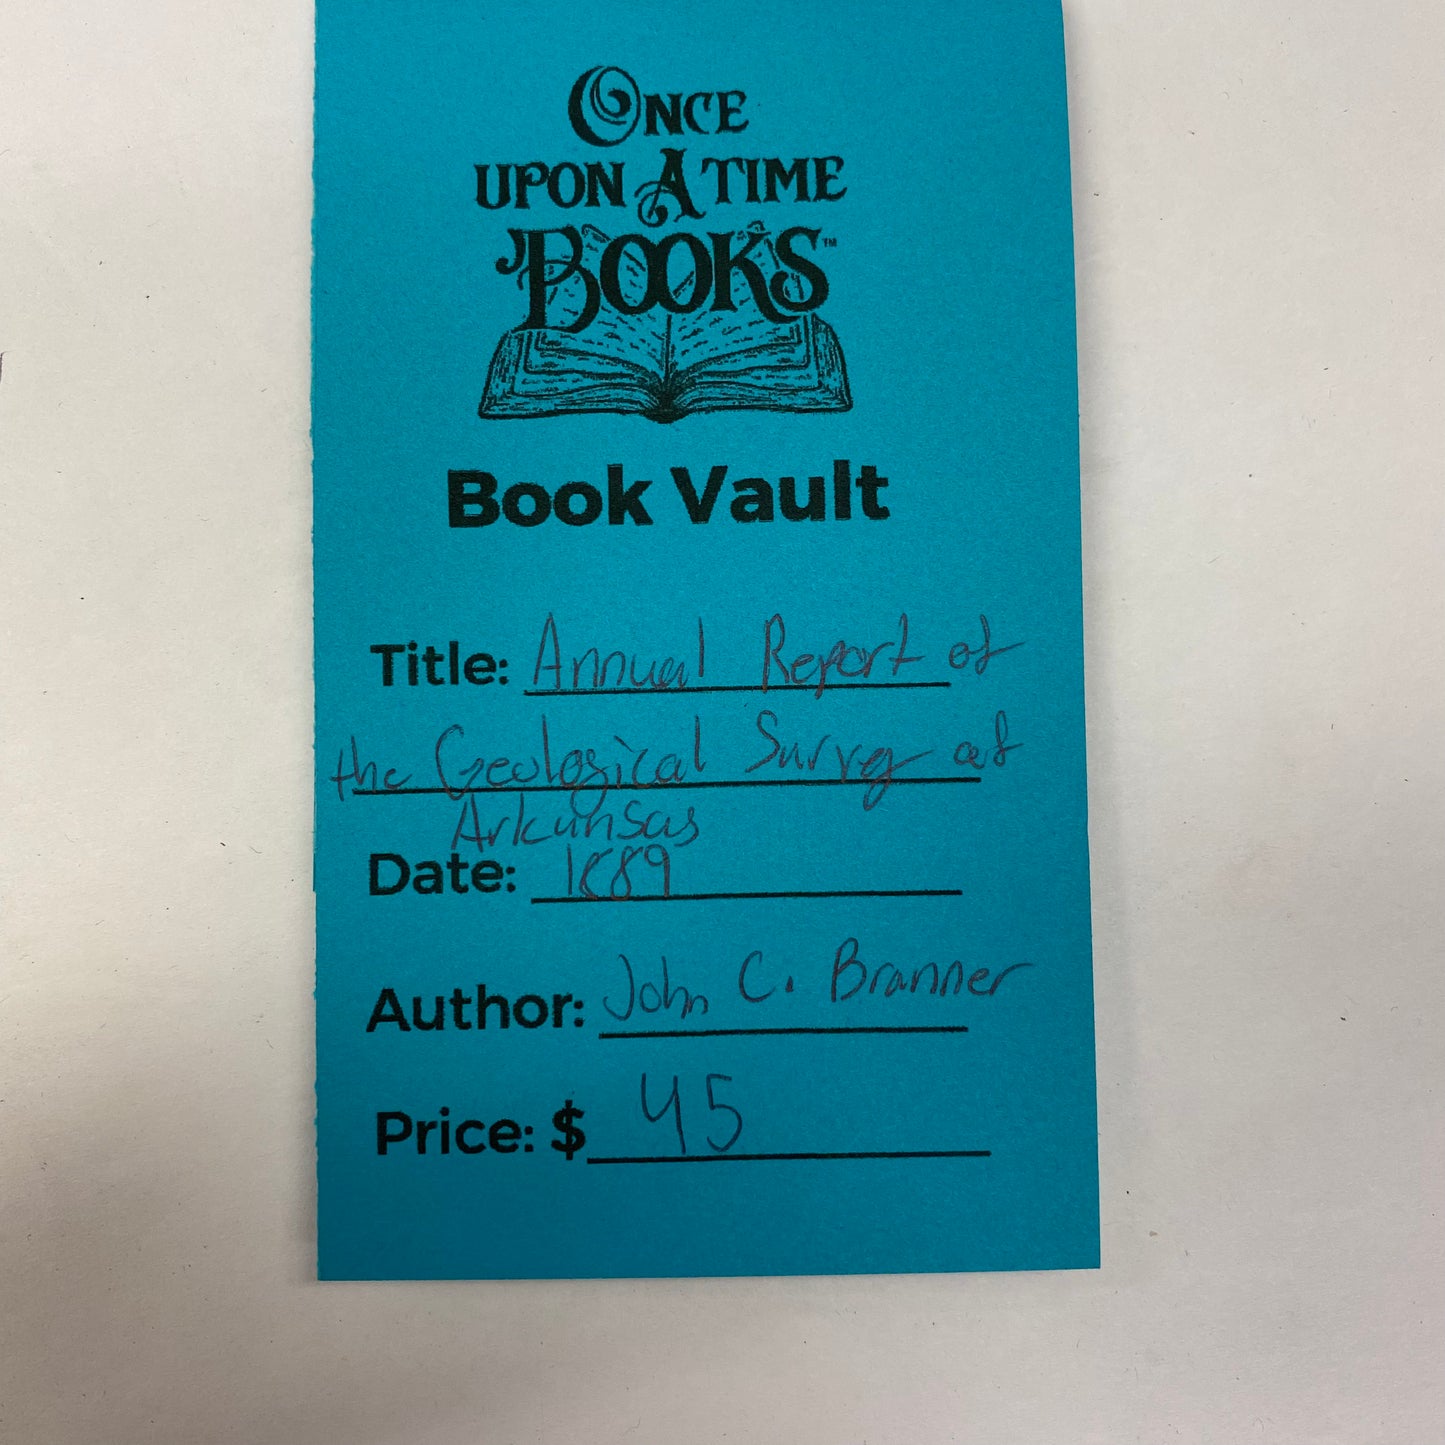 ONCE
UPON A TIME
BOOKS™
Book Vault
Title: Annual Report of
the Geological Survey of
Arkansas
Date: 1889
Author: John C. Branner
Price: $ 45